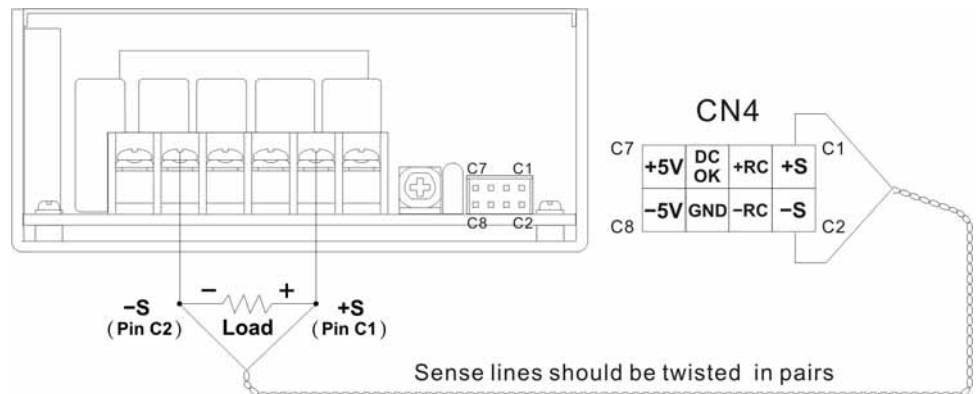 C7 C1
C8 C2
CN4
C7 +5V DC OK +RC +S C1
C8 −5V GND −RC −S C2
− +
−S
(Pin C2)
Load
+S
(Pin C1)
Sense lines should be twisted in pairs